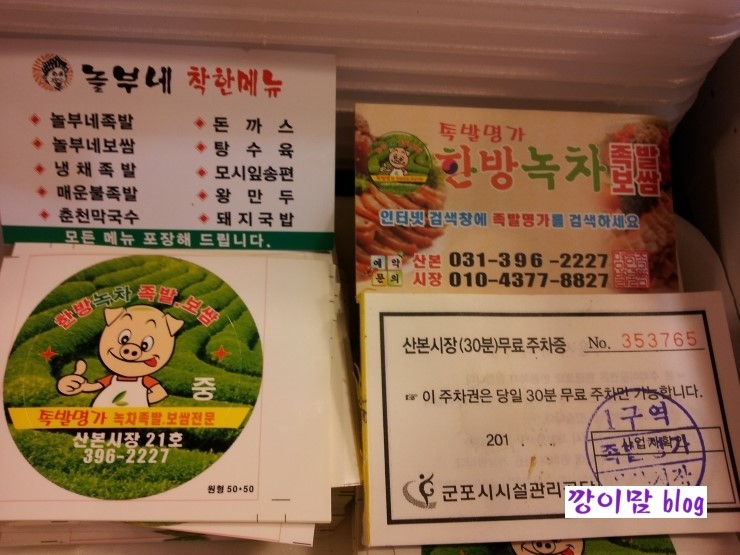 놀부네 착한메뉴
놀부네족발
놀부네보쌈
냉채족발
매운불족발
춘천막국수
돈까스
탕수육
모시잎송편
왕만두
돼지국밥
모든 메뉴 포장해 드립니다.
족발명가
한방녹차 족발 보쌈
인터넷 검색창에 족발명가를 검색하세요
예약 문의
산본 031-396-2227
시장 010-4377-8827
한방녹차 족발.보쌈
중
족발명가 녹차족발.보쌈전문
산본시장 21호
396-2227
원형 50*50
산본시장(30분)무료 주차증 No. 353765
☞ 이 주차권은 당일 30분 무료 주차만 가능합니다.
201
1구역
군포시시설관리공단
깡이맘 blog